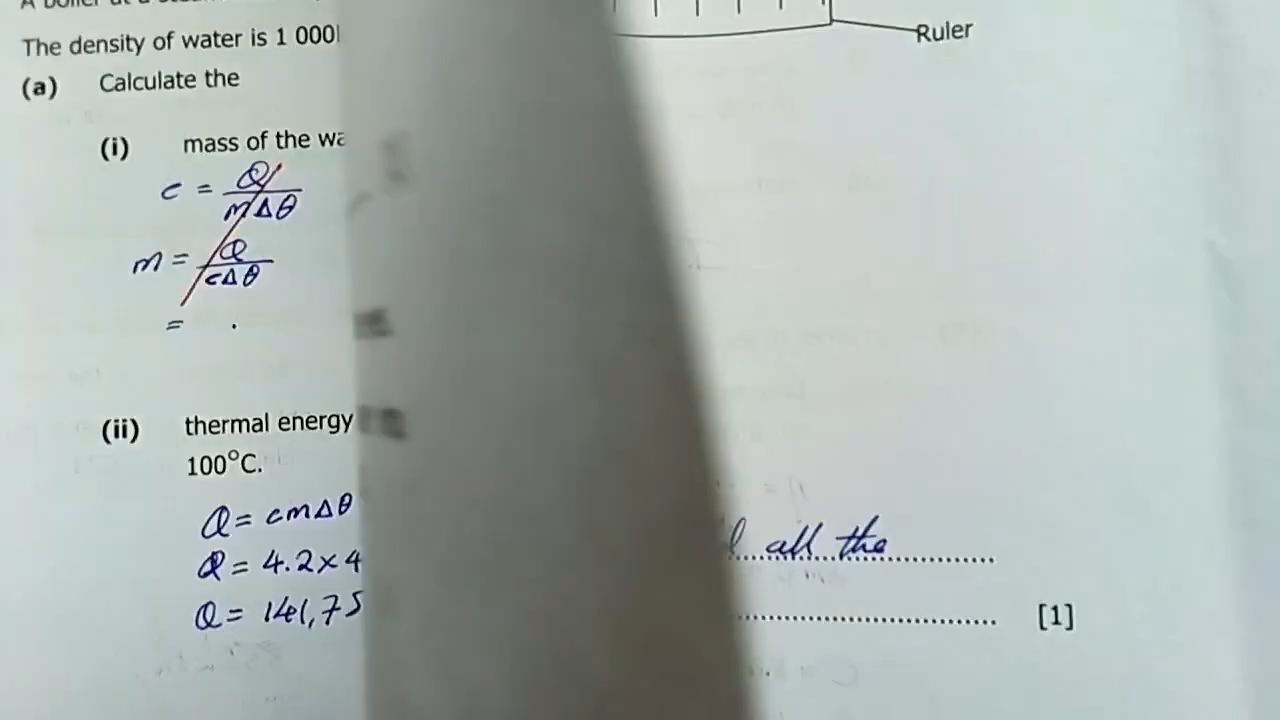 The density of water is 1 000
Ruler
(a) Calculate the
(i) mass of the
c = Q/mΔθ
m = Q/cΔθ
= .
(ii) thermal energy
100°C.
Q = cmΔθ
Q = 4.2 × 4
Q = 141,75
all the
[1]